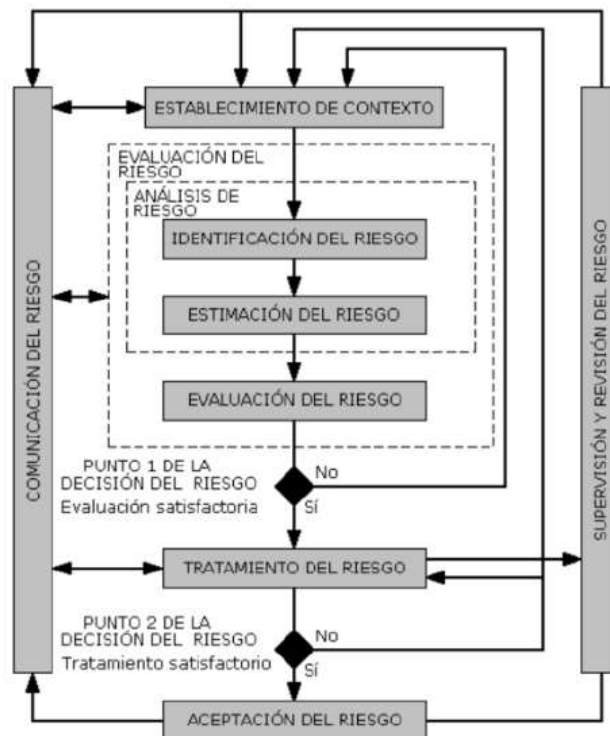 ESTABLECIMIENTO DE CONTEXTO
EVALUACIÓN DEL
RIESGO
ANÁLISIS DE
RIESGO
IDENTIFICACIÓN DEL RIESGO
ESTIMACIÓN DEL RIESGO
EVALUACIÓN DEL RIESGO
COMUNICACIÓN DEL RIESGO
SUPERVISIÓN Y REVISIÓN DEL RIESGO
PUNTO 1 DE LA
DECISIÓN DEL RIESGO
Evaluación satisfactoria
No
Sí
TRATAMIENTO DEL RIESGO
PUNTO 2 DE LA
DECISIÓN DEL RIESGO
Tratamiento satisfactorio
No
Sí
ACEPTACIÓN DEL RIESGO